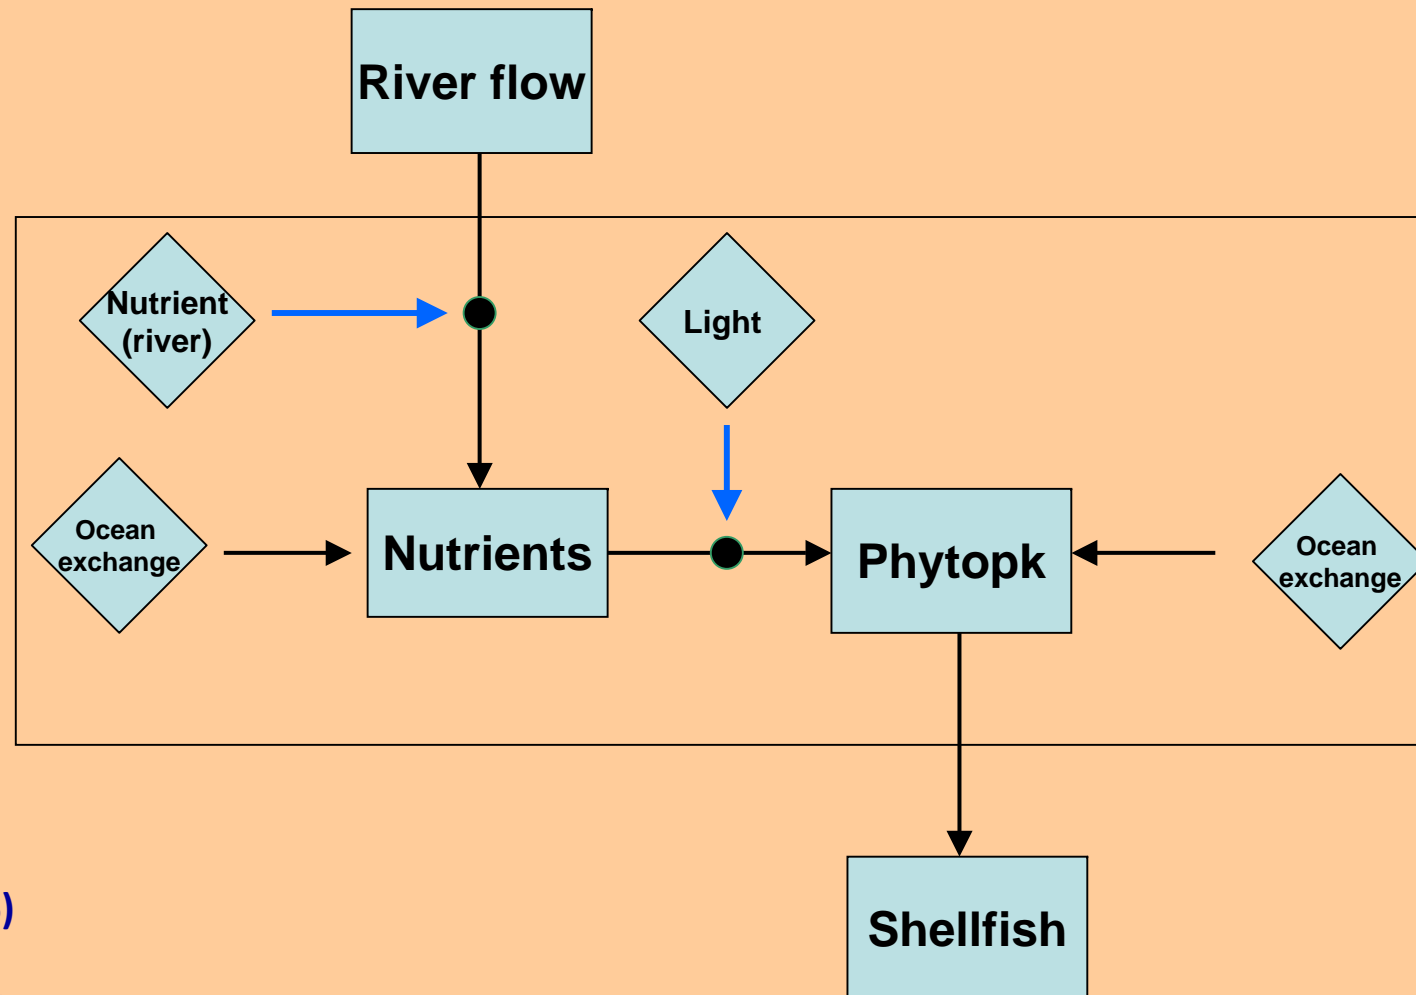 River flow
Nutrient
(river)
Light
Ocean
exchange
Nutrients
Phytopk
Ocean
exchange
)
Shellfish